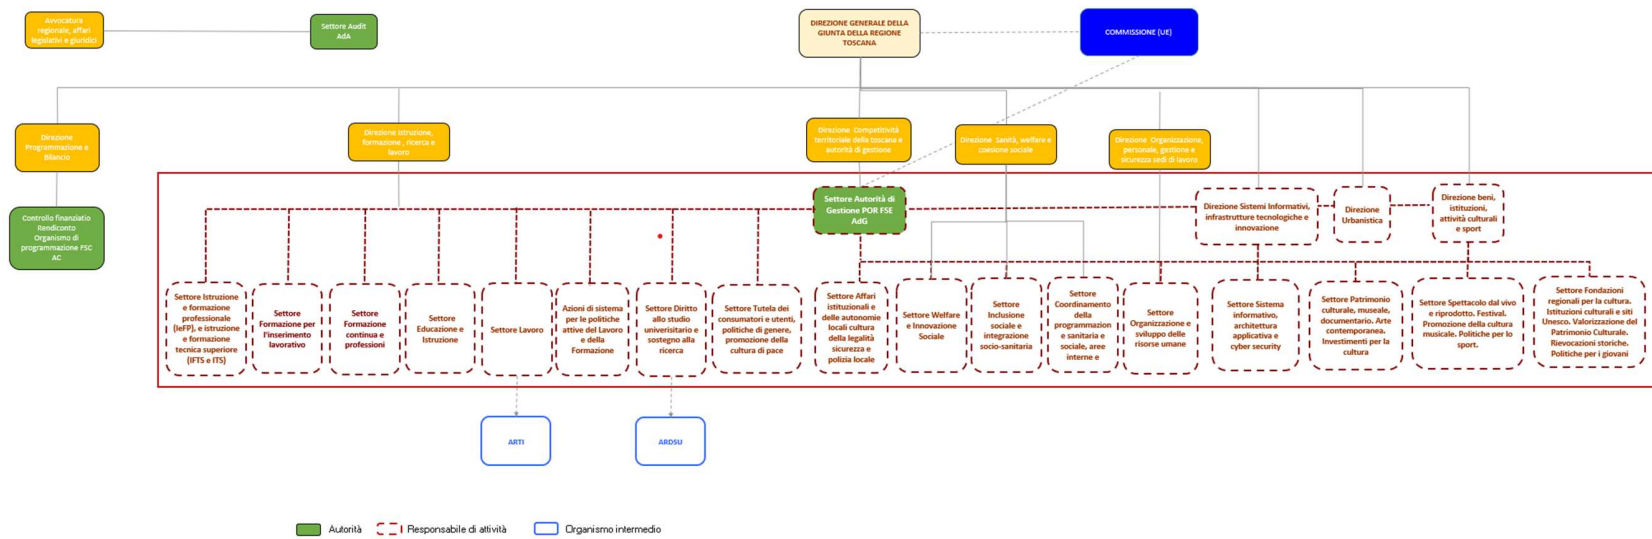 Avvocatura
regionale, affari
legislativi e giuridici
Settore Audit
AdA
DIREZIONE GENERALE DELLA
GIUNTA DELLA REGIONE
TOSCANA
COMMISSIONE (UE)
Direzione
Programmazione e
Bilancio
Direzione Istruzione,
formazione , ricerca e
lavoro
Direzione Competitività
territoriale della toscana e
autorità di gestione
Direzione Sanità, welfare e
coesione sociale
Direzione Organizzazione,
personale, gestione e
sicurezza sedi di lavoro
Controllo finanziatio
Rendiconto
Organismo di
programmazione FSC
AC
Settore Autorità di
Gestione POR FSE
AdG
Direzione Sistemi Informativi,
infrastrutture tecnologiche e
innovazione
Direzione
Urbanistica
Direzione beni,
istituzioni,
attività culturali
e sport
Settore Istruzione
e formazione
professionale
(IeFP), e istruzione
e formazione
tecnica superiore
(IFTS e ITS)
Settore
Formazione per
l'inserimento
lavorativo
Settore
Formazione
continua e
professioni
Settore
Educazione e
Istruzione
Settore Lavoro
Azioni di sistema
per le politiche
attive del Lavoro
e della
Formazione
Settore Diritto
allo studio
univerisitario e
sostegno alla
ricerca
Settore Tutela dei
consumatori e utenti,
politiche di genere,
promozione della
cultura di pace
Settore Affari
istituzionali e
delle autonomie
locali cultura
della legalità
sicurezza e
polizia locale
Settore Welfare
e Innovazione
Sociale
Settore
Inclusione
sociale e
integrazione
socio-sanitaria
Settore
Coordinamento
della
programmazion
e sanitaria e
sociale, aree
interne e
Settore
Organizzazione e
sviluppo delle
risorse umane
Settore Sistema
informativo,
architettura
applicativa e
cyber security
Settore Patrimonio
culturale, museale,
documentario. Arte
contemporanea.
Investimenti per la
cultura
Settore Spettacolo dal vivo
e riprodotto. Festival.
Promozione della cultura
musicale. Politiche per lo
sport.
Settore Fondazioni
regionali per la cultura.
Istituzioni culturali e siti
Unesco. Valorizzazione del
Patrimonio Culturale.
Rievocazioni storiche.
Politiche per i giovani
ARTI
ARDSU
Autorità
Responsabile di attività
Organismo intermedio